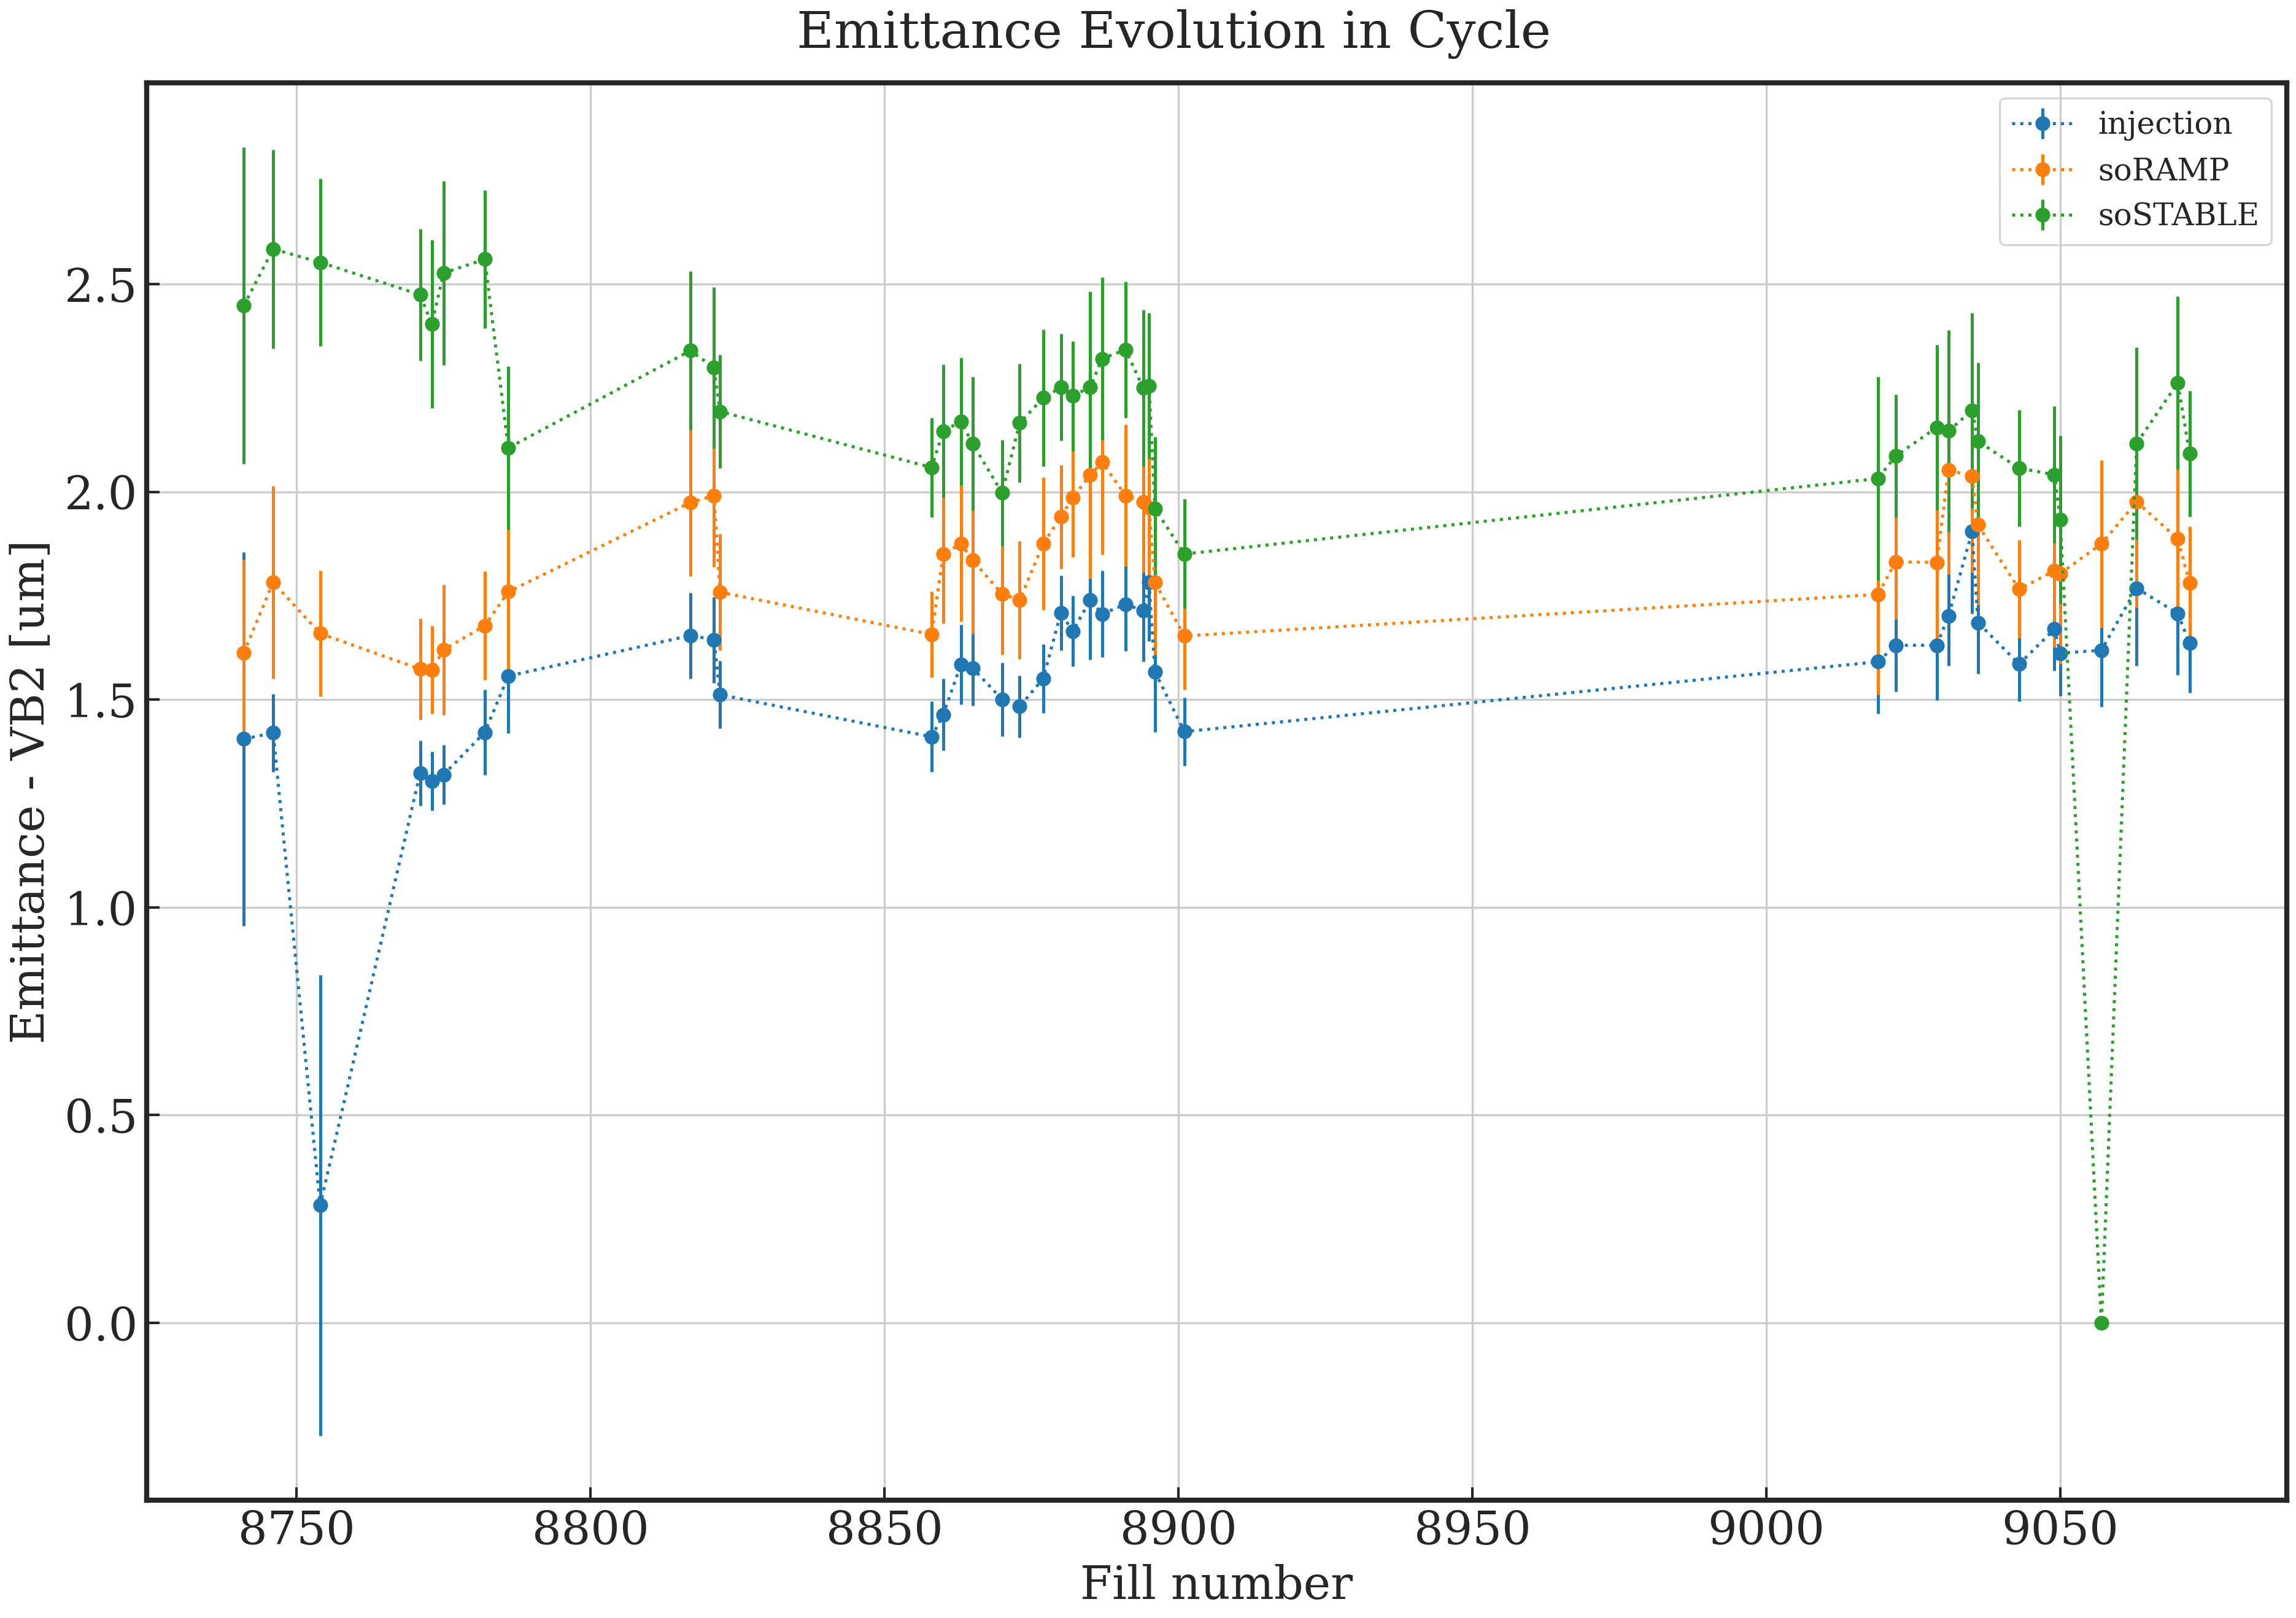 Emittance Evolution in Cycle
injection
soRAMP
soSTABLE
Emittance - VB2 [um]
2.5
2.0
1.5
1.0
0.5
0.0
8750 8800 8850 8900 8950 9000 9050
Fill number